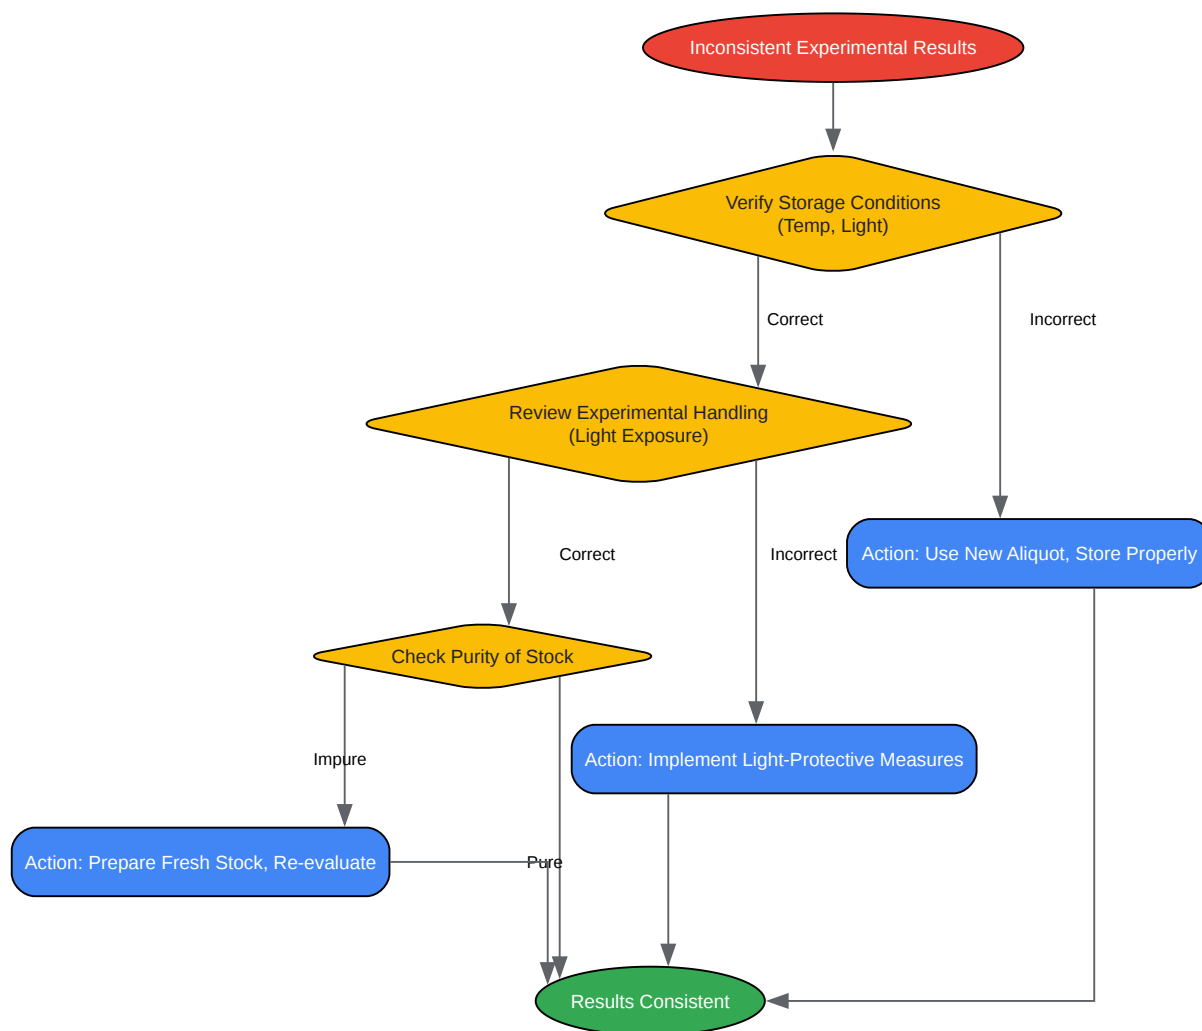 Inconsistent Experimental Results
Verify Storage Conditions
(Temp, Light)
Correct
Incorrect
Review Experimental Handling
(Light Exposure)
Correct
Incorrect
Action: Use New Aliquot, Store Properly
Check Purity of Stock
Impure
Action: Implement Light-Protective Measures
Action: Prepare Fresh Stock, Re-evaluate
Pure
Results Consistent